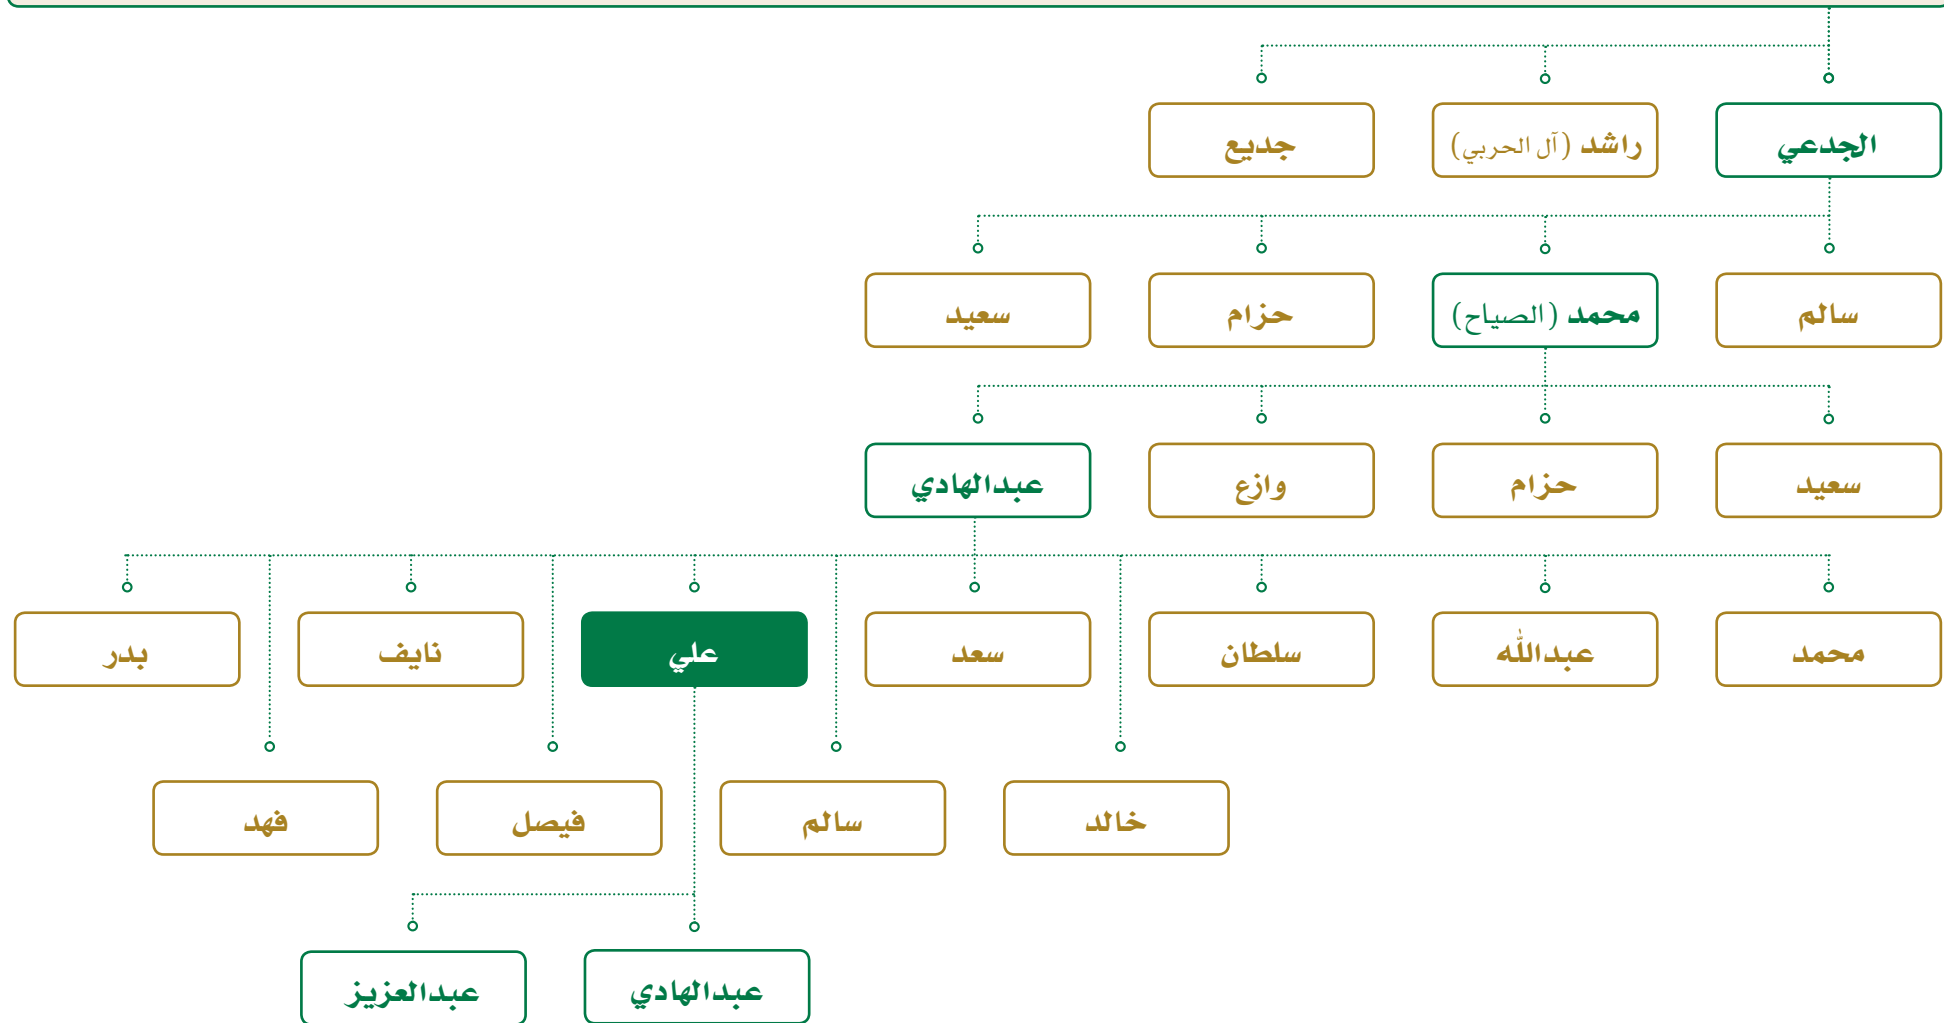 الجدعي
راشد (آل الحربي)
جديع
سالم
محمد (الصياح)
حزام
سعيد
سعيد
حزام
وازع
عبدالهادي
محمد
عبدالله
سلطان
سعد
علي
نايف
بدر
خالد
سالم
فيصل
فهد
عبدالهادي
عبدالعزيز